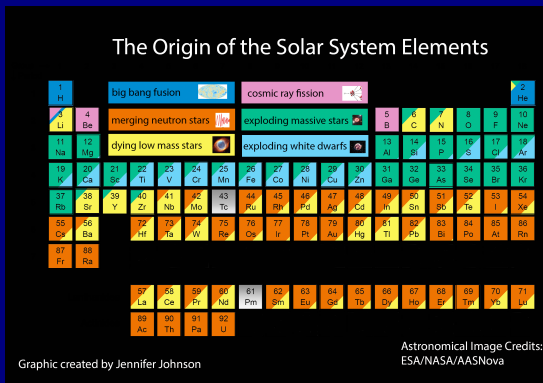 The Origin of the Solar System Elements
1 2
H big bang fusion cosmic ray fission He
3 4 merging neutron stars exploding massive stars 5 6 7 8 9 10
Li Be B C N O F Ne
11 12 dying low mass stars exploding white dwarfs 13 14 15 16 17 18
Na Mg Al Si P S Cl Ar
19 20 21 22 23 24 25 26 27 28 29 30 31 32 33 34 35 36
K Ca Sc Ti V Cr Mn Fe Co Ni Cu Zn Ga Ge As Se Br Kr
37 38 39 40 41 42 43 44 45 46 47 48 49 50 51 52 53 54
Rb Sr Y Zr Nb Mo Tc Ru Rh Pd Ag Cd In Sn Sb Te I Xe
55 56 72 73 74 75 76 77 78 79 80 81 82 83 84 85 86
Cs Ba Hf Ta W Re Os Ir Pt Au Hg Tl Pb Bi Po At Rn
87 88
Fr Ra
57 58 59 60 61 62 63 64 65 66 67 68 69 70 71
La Ce Pr Nd Pm Sm Eu Gd Tb Dy Ho Er Tm Yb Lu
89 90 91 92
Ac Th Pa U
Graphic created by Jennifer Johnson
Astronomical Image Credits:
ESA/NASA/AASNova